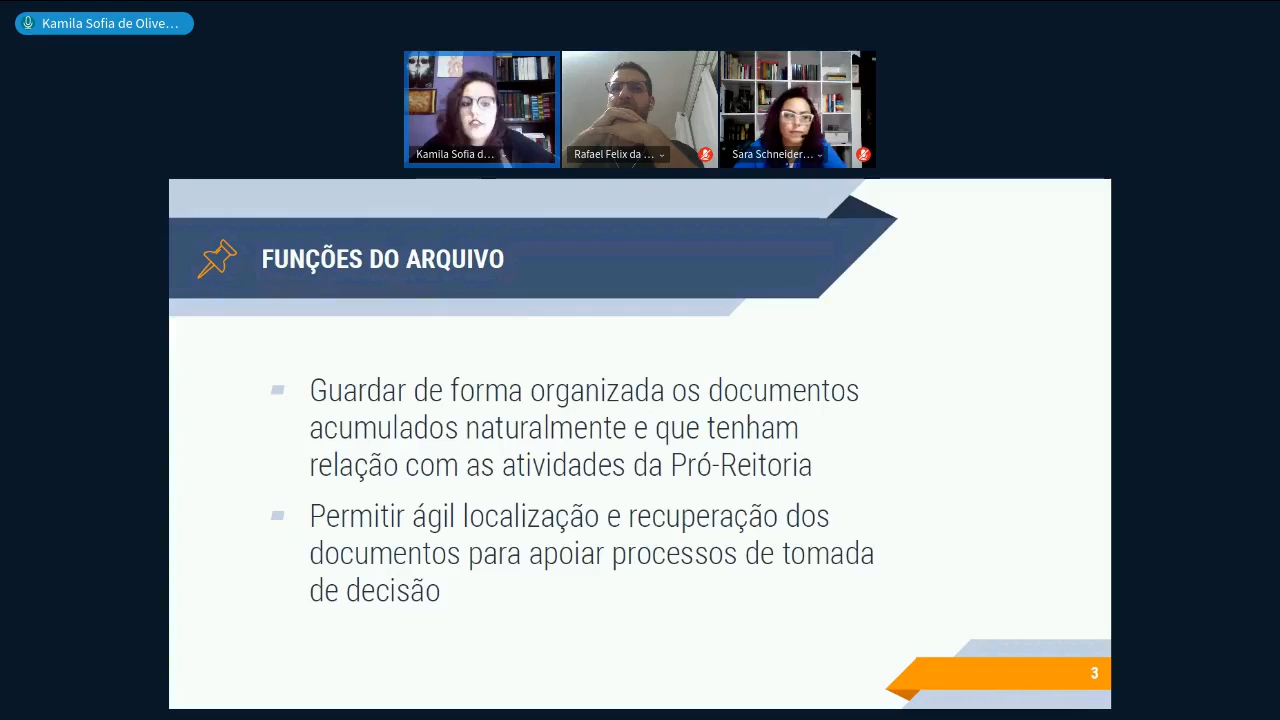 Kamila Sofia de Olive…
Kamila Sofia d…
Rafael Felix da …
Sara Schneider…
FUNÇÕES DO ARQUIVO
Guardar de forma organizada os documentos
acumulados naturalmente e que tenham
relação com as atividades da Pró-Reitoria
Permitir ágil localização e recuperação dos
documentos para apoiar processos de tomada
de decisão
3